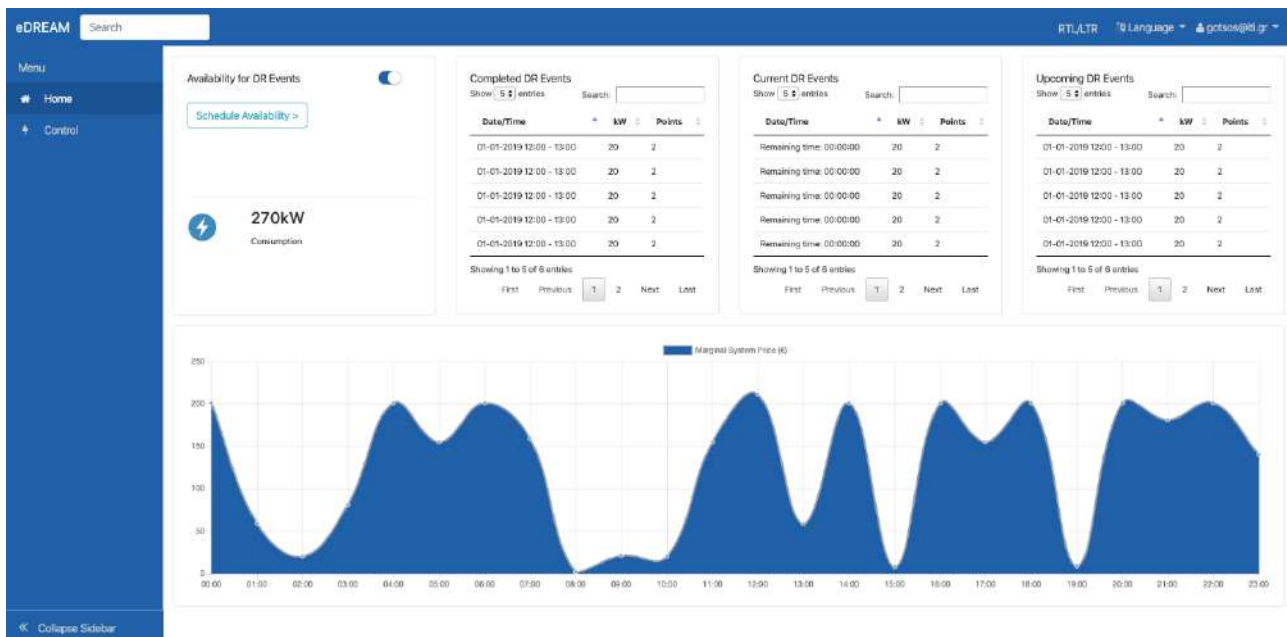 eDREAM Search RTL/LTR Language gotsos@iti.gr
Menu
Home
Control
Availability for DR Events
Schedule Availability >
270kW
Consumption
Completed DR Events
Show 5 entries Search:
Date/Time kW Points
01-01-2019 12:00 - 13:00 20 2
01-01-2019 12:00 - 13:00 20 2
01-01-2019 12:00 - 13:00 20 2
01-01-2019 12:00 - 13:00 20 2
01-01-2019 12:00 - 13:00 20 2
Showing 1 to 5 of 6 entries
First Previous 1 2 Next Last
Current DR Events
Show 5 entries Search:
Date/Time kW Points
Remaining time: 00:00:00 20 2
Remaining time: 00:00:00 20 2
Remaining time: 00:00:00 20 2
Remaining time: 00:00:00 20 2
Remaining time: 00:00:00 20 2
Showing 1 to 5 of 6 entries
First Previous 1 2 Next Last
Upcoming DR Events
Show 5 entries Search:
Date/Time kW Points
01-01-2019 12:00 - 13:00 20 2
01-01-2019 12:00 - 13:00 20 2
01-01-2019 12:00 - 13:00 20 2
01-01-2019 12:00 - 13:00 20 2
01-01-2019 12:00 - 13:00 20 2
Showing 1 to 5 of 6 entries
First Previous 1 2 Next Last
Marginal System Price (€)
250
200
150
100
50
0
00:00 01:00 02:00 03:00 04:00 05:00 06:00 07:00 08:00 09:00 10:00 11:00 12:00 13:00 14:00 15:00 16:00 17:00 18:00 19:00 20:00 21:00 22:00 23:00
Collapse Sidebar